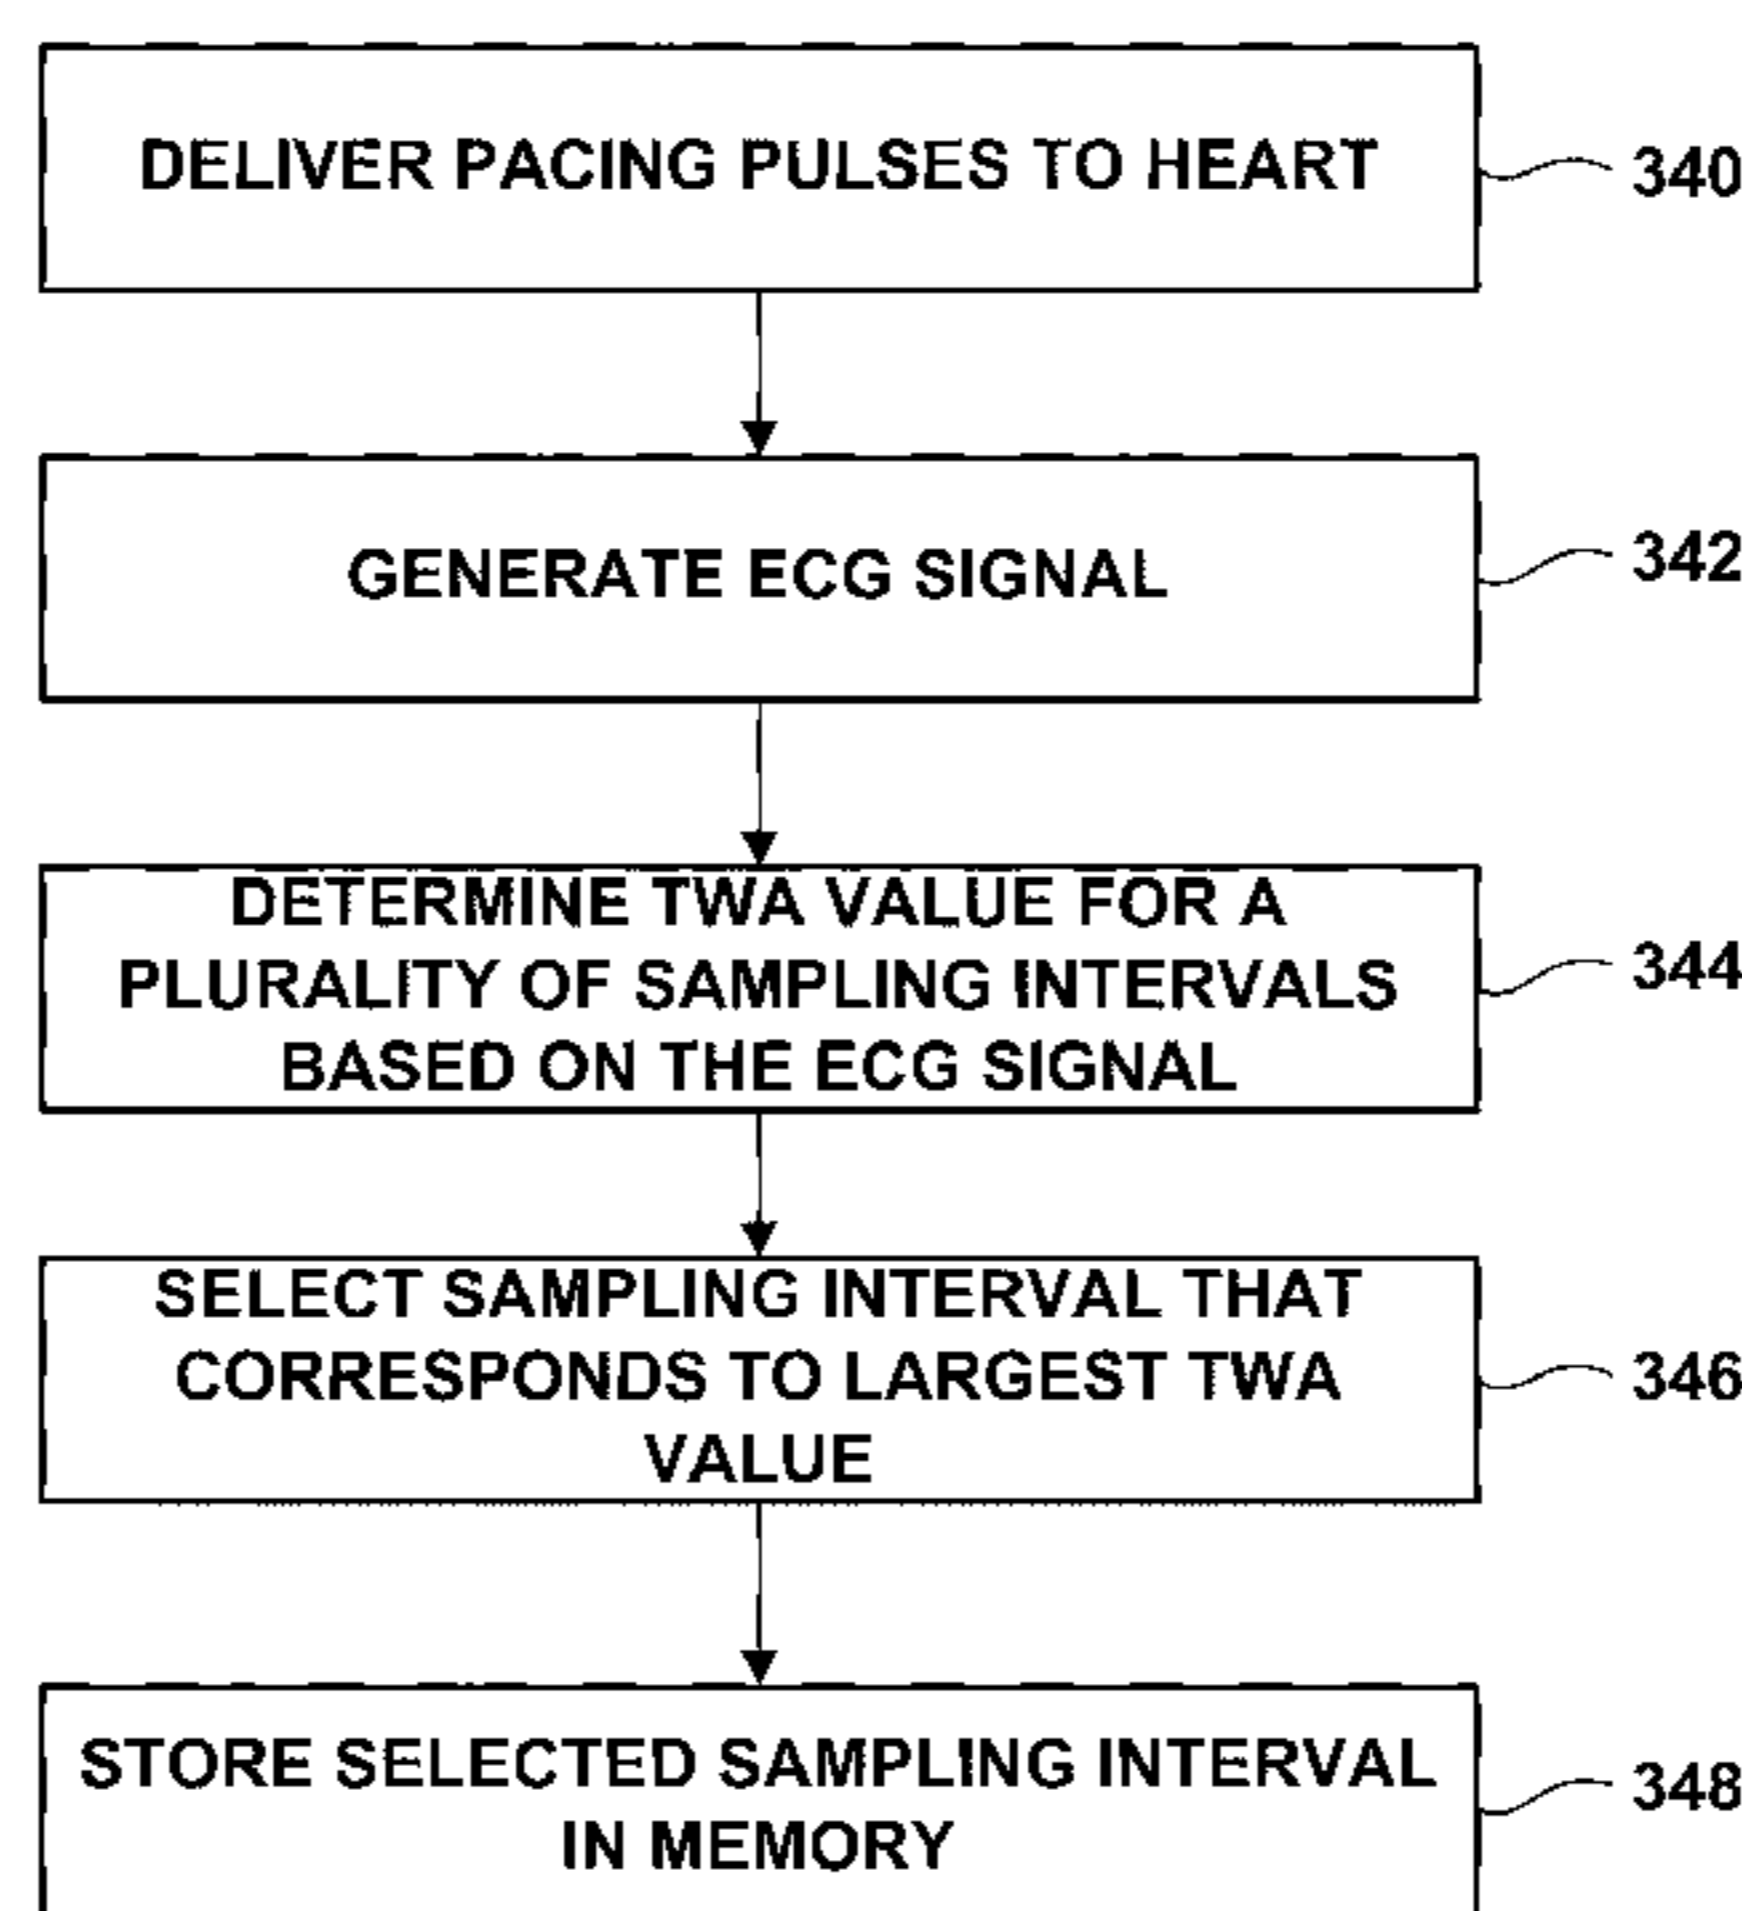 DELIVER PACING PULSES TO HEART
340
GENERATE ECG SIGNAL
342
DETERMINE TWA VALUE FOR A
PLURALITY OF SAMPLING INTERVALS
BASED ON THE ECG SIGNAL
344
SELECT SAMPLING INTERVAL THAT
CORRESPONDS TO LARGEST TWA
VALUE
346
STORE SELECTED SAMPLING INTERVAL
IN MEMORY
348